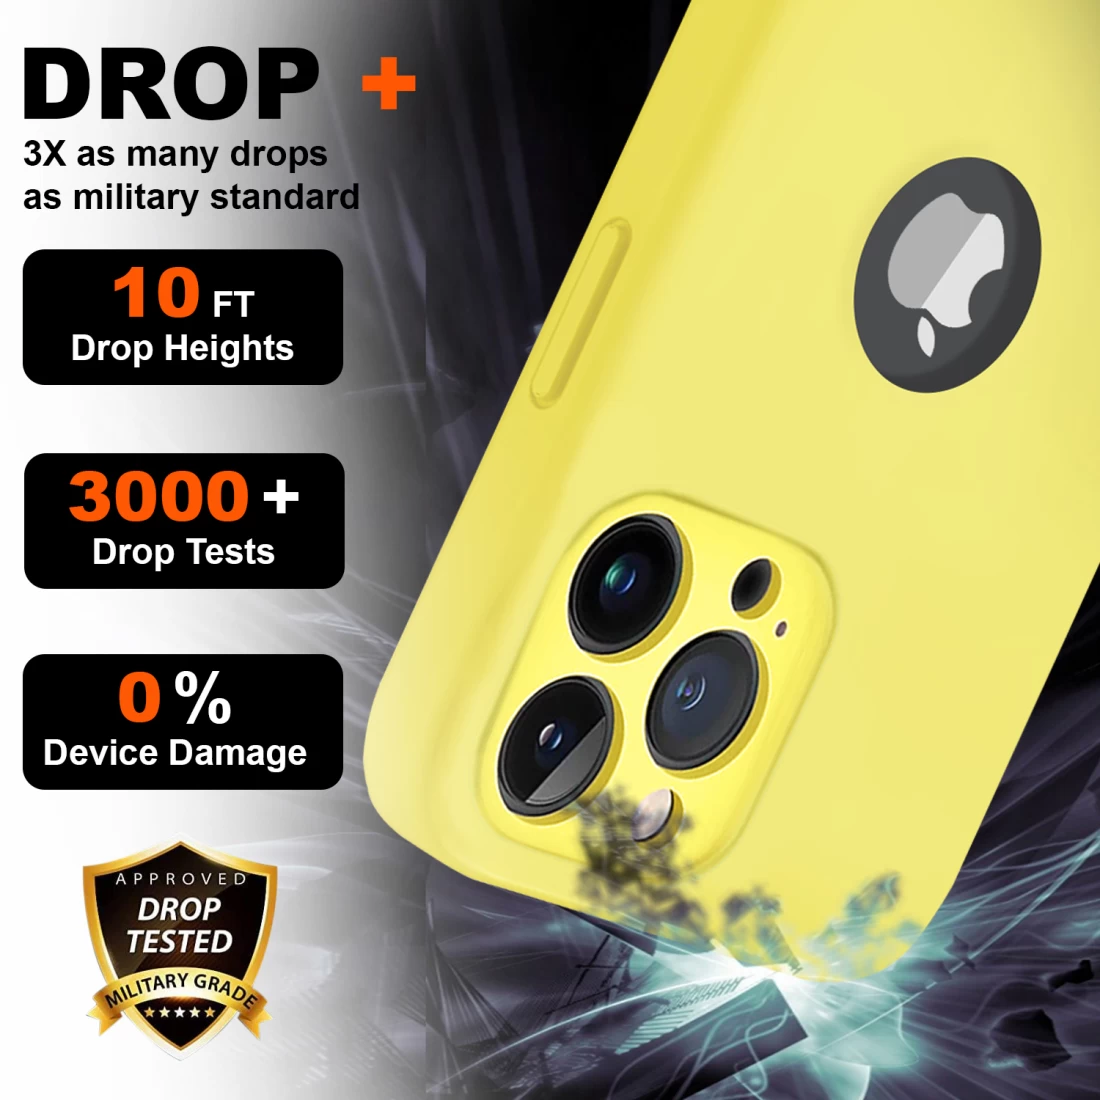 DROP +
3X as many drops
as military standard
10 FT
Drop Heights
3000 +
Drop Tests
0 %
Device Damage
APPROVED
DROP
TESTED
MILITARY GRADE